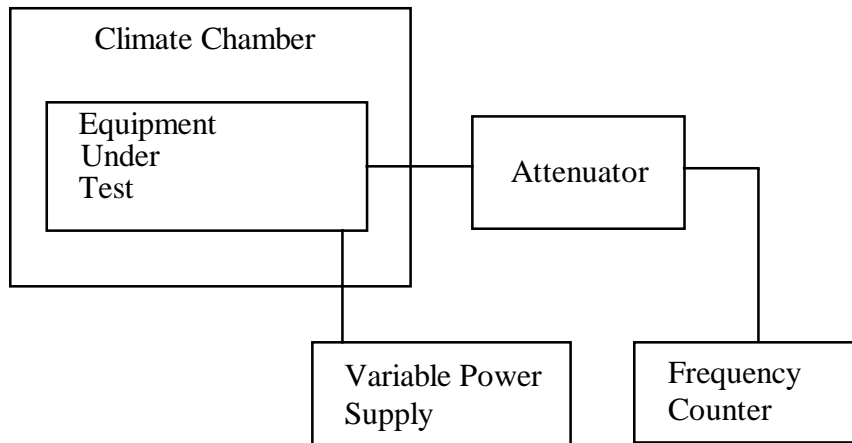 Climate Chamber
Equipment
Under
Test
Attenuator
Variable Power
Supply
Frequency
Counter